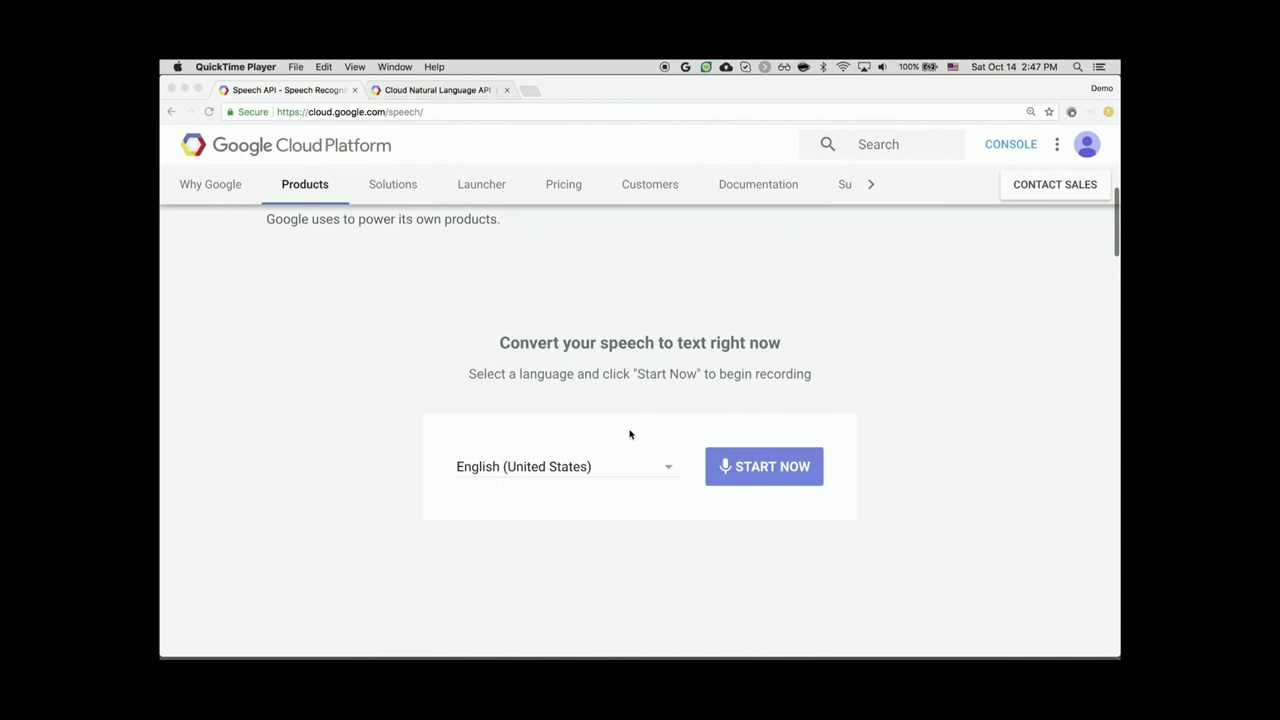 QuickTime Player File Edit View Window Help 100% Sat Oct 14 2:47 PM
Speech API - Speech Recognit Cloud Natural Language API Demo
Secure https://cloud.google.com/speech/
Google Cloud Platform Search CONSOLE
Why Google Products Solutions Launcher Pricing Customers Documentation Su CONTACT SALES
Google uses to power its own products.
Convert your speech to text right now
Select a language and click "Start Now" to begin recording
English (United States) START NOW